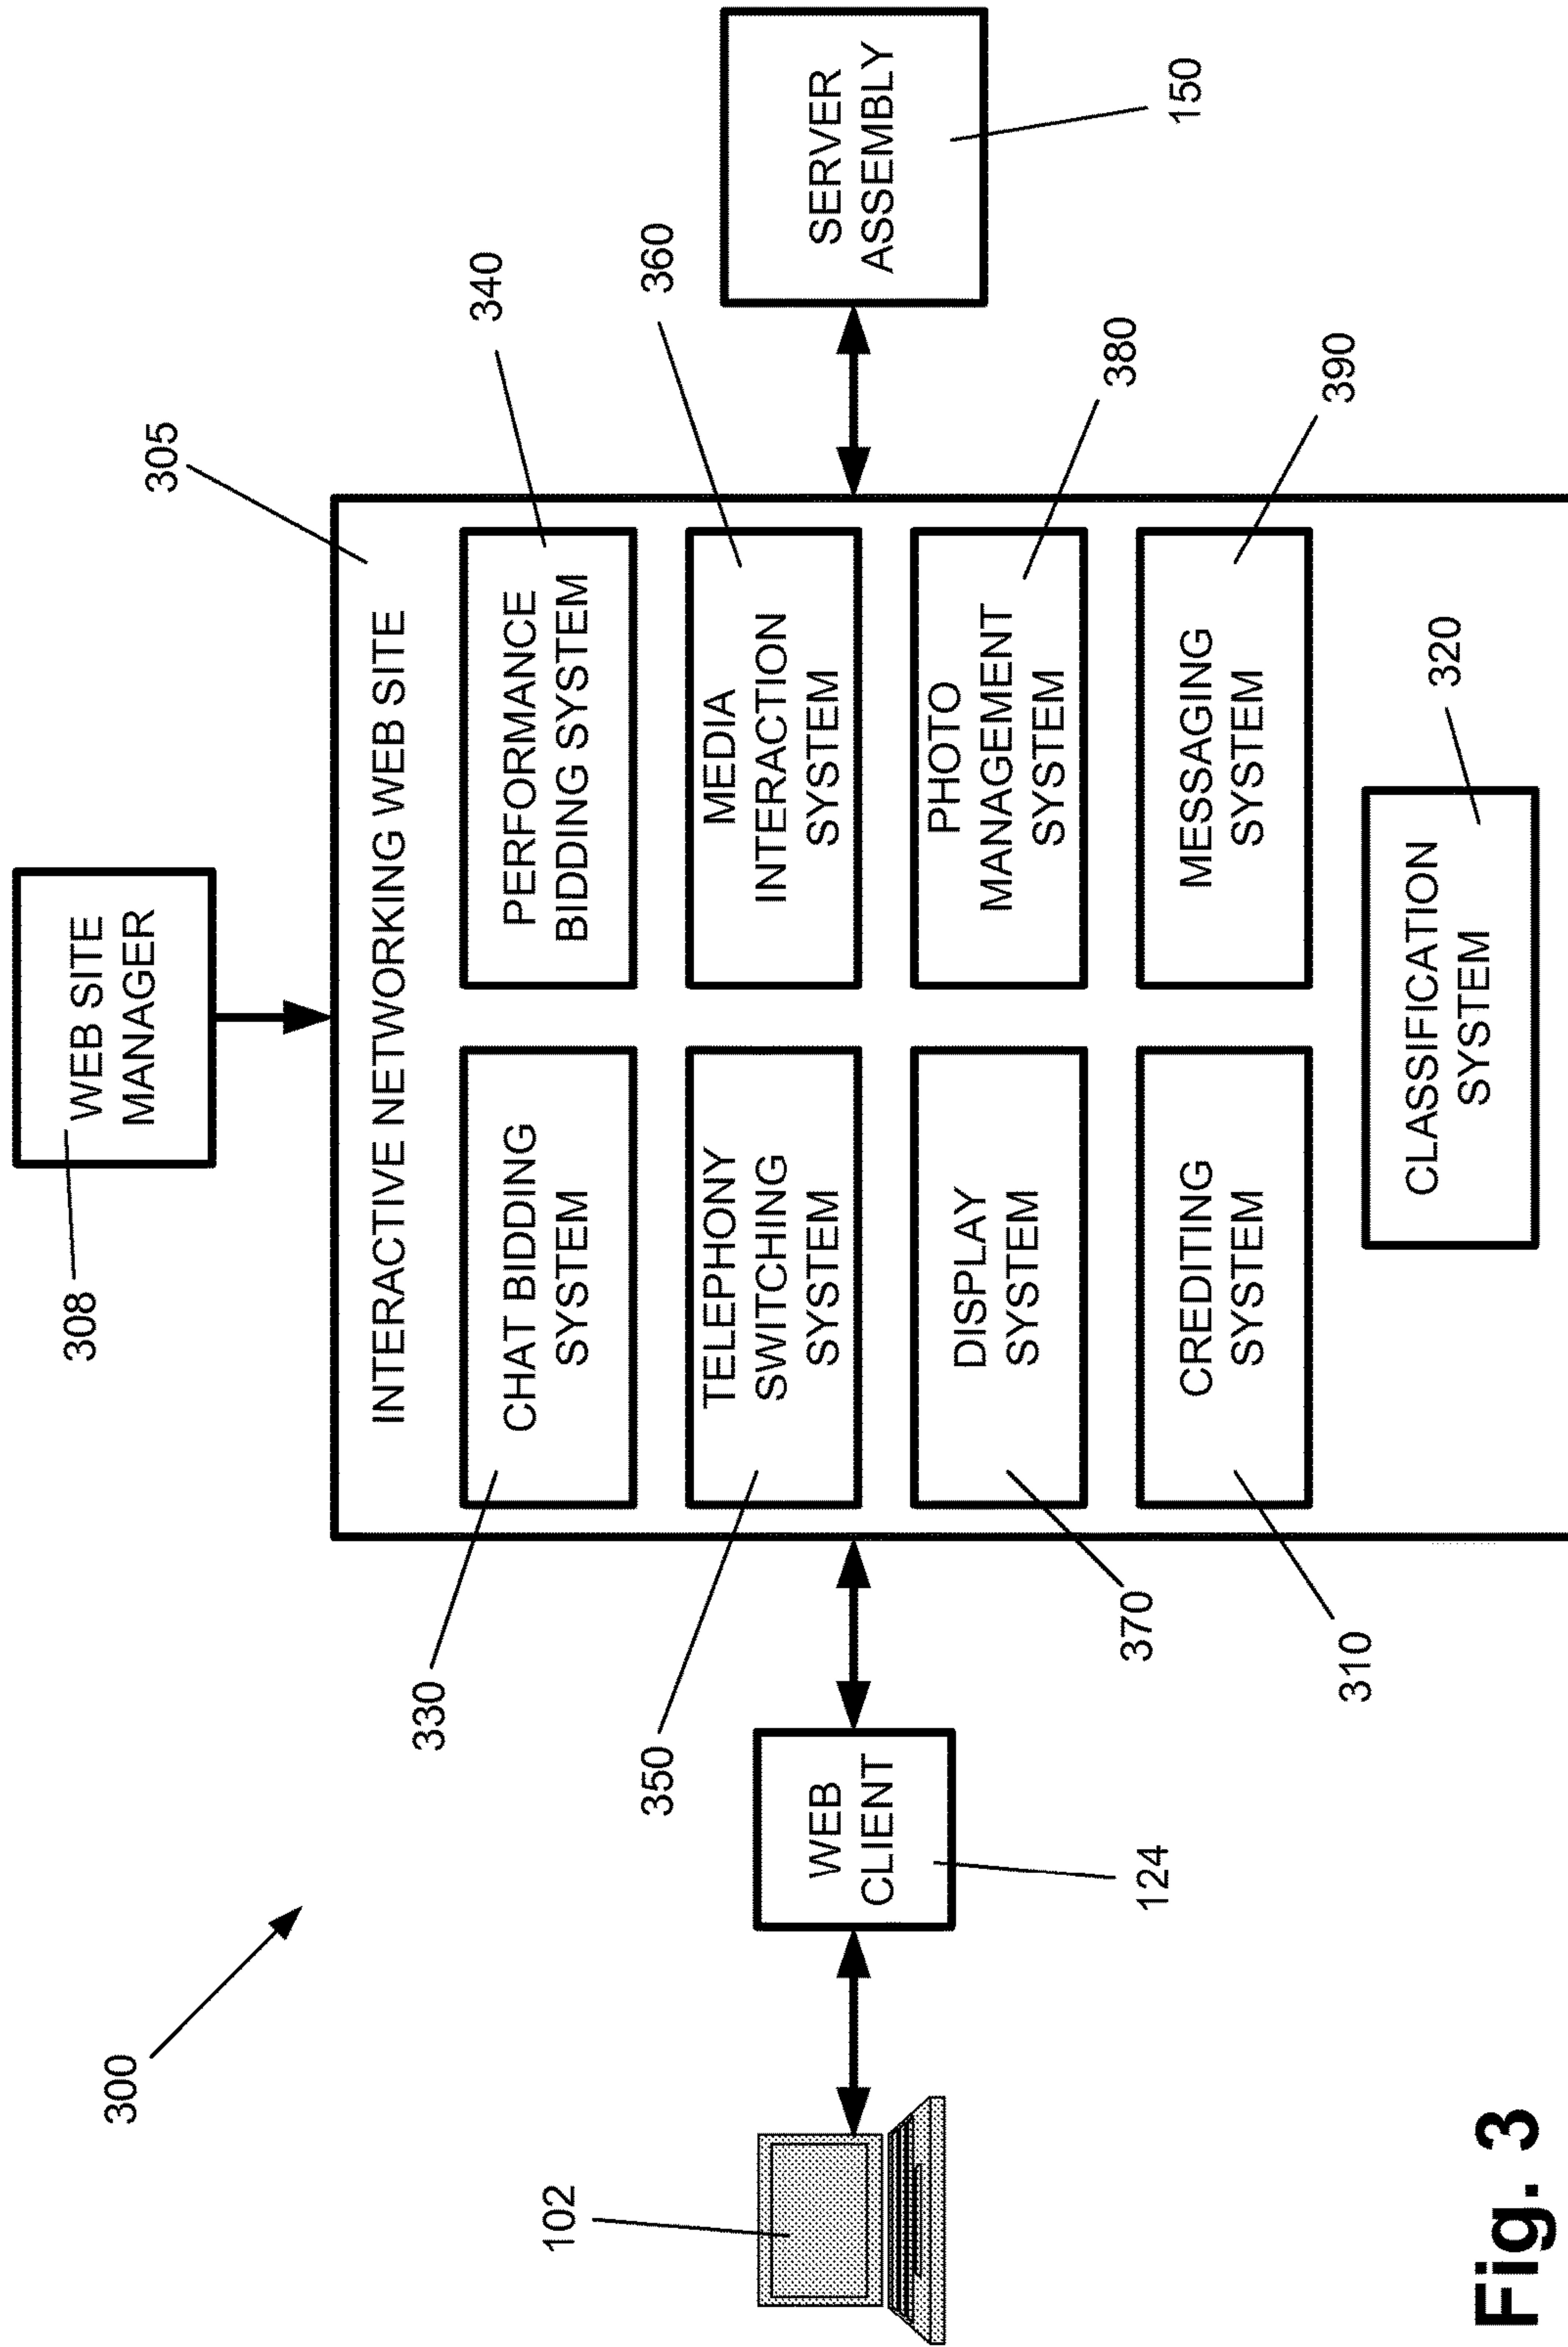 300
308
WEB SITE
MANAGER
305
INTERACTIVE NETWORKING WEB SITE
330
CHAT BIDDING
SYSTEM
PERFORMANCE
BIDDING SYSTEM
340
350
TELEPHONY
SWITCHING
SYSTEM
MEDIA
INTERACTION
SYSTEM
360
102
WEB
CLIENT
124
SERVER
ASSEMBLY
150
370
DISPLAY
SYSTEM
PHOTO
MANAGEMENT
SYSTEM
380
310
CREDITING
SYSTEM
MESSAGING
SYSTEM
390
CLASSIFICATION
SYSTEM
320
Fig. 3